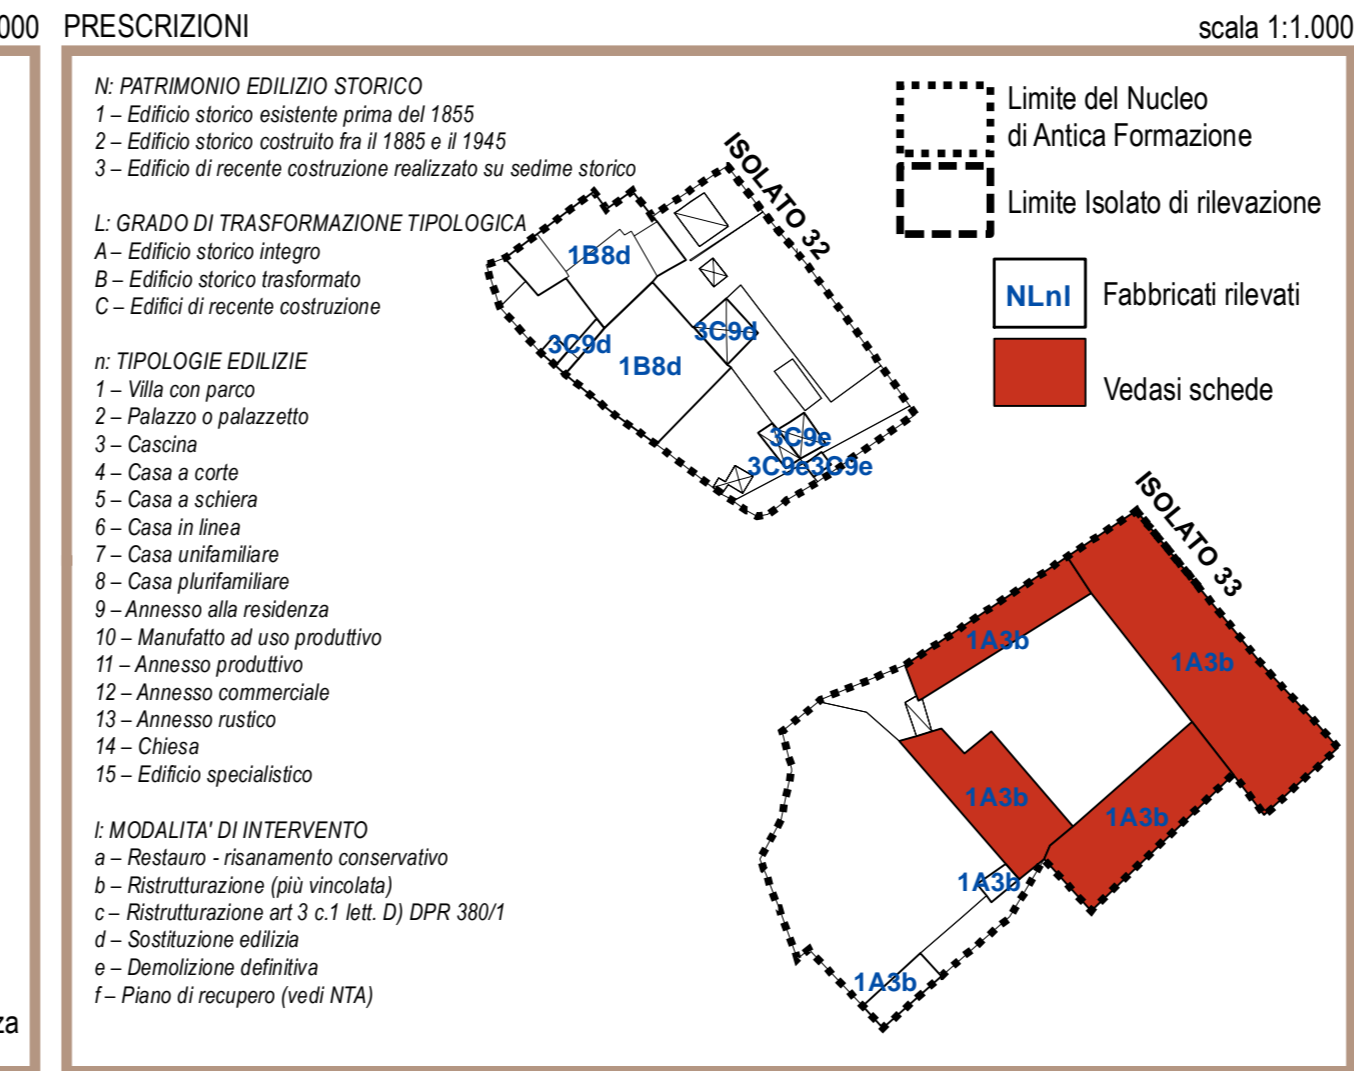 000 PRESCRIZIONI scala 1:1.000
N: PATRIMONIO EDILIZIO STORICO
1 – Edificio storico esistente prima del 1855
2 – Edificio storico costruito fra il 1885 e il 1945
3 – Edificio di recente costruzione realizzato su sedime storico
L: GRADO DI TRASFORMAZIONE TIPOLOGICA
A – Edificio storico integro
B – Edificio storico trasformato
C – Edifici di recente costruzione
n: TIPOLOGIE EDILIZIE
1 – Villa con parco
2 – Palazzo o palazzetto
3 – Cascina
4 – Casa a corte
5 – Casa a schiera
6 – Casa in linea
7 – Casa unifamiliare
8 – Casa plurifamiliare
9 – Annesso alla residenza
10 – Manufatto ad uso produttivo
11 – Annesso produttivo
12 – Annesso commerciale
13 – Annesso rustico
14 – Chiesa
15 – Edificio specialistico
l: MODALITA' DI INTERVENTO
a – Restauro - risanamento conservativo
b – Ristrutturazione (più vincolata)
c – Ristrutturazione art 3 c.1 lett. D) DPR 380/1
d – Sostituzione edilizia
e – Demolizione definitiva
f – Piano di recupero (vedi NTA)
za
Limite del Nucleo
di Antica Formazione
Limite Isolato di rilevazione
NLnl Fabbricati rilevati
Vedasi schede
ISOLATO 32
1B8d
3C9d
3C9d
1B8d
3C9e
3C9e3C9e
ISOLATO 33
1A3b
1A3b
1A3b
1A3b
1A3b
1A3b